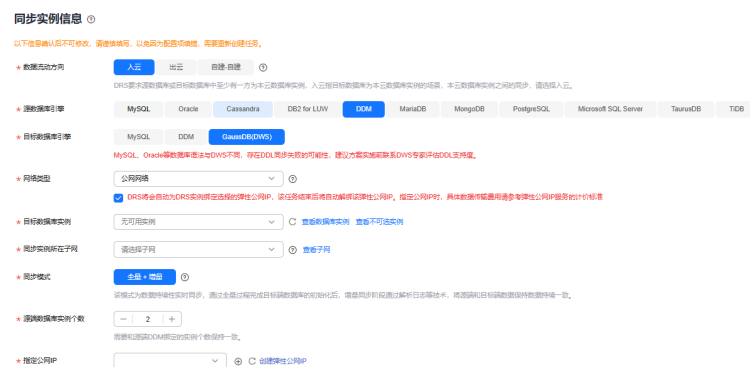 同步实例信息
以下信息确认后不可修改，请谨慎填写，以免因为配置项填错，需要重新创建任务。
* 数据流动方向 入云 出云 自建-自建
DRS要求源数据库或目标数据库中至少有一方为本云数据库实例，入云指目标数据库为本云数据库实例的场景，本云数据库实例之间的同步，请选择入云。
* 源数据库引擎 MySQL Oracle Cassandra DB2 for LUW DDM MariaDB MongoDB PostgreSQL Microsoft SQL Server TaurusDB TiDB
* 目标数据库引擎 MySQL DDM GaussDB(DWS)
MySQL、Oracle等数据库语法与DWS不同，存在DDL同步失败的可能性，建议方案实施前联系DWS专家评估DDL支持度。
* 网络类型 公网网络
DRS将会自动为DRS实例绑定选择的弹性公网IP，该任务结束后将自动解绑该弹性公网IP。指定公网IP时，具体数据传输费用请参考弹性公网IP服务的计价标准
* 目标数据库实例 无可用实例 查看数据库实例 查看不可选实例
* 同步实例所在子网 请选择子网 查看子网
* 同步模式 全量 + 增量
该模式为数据持续性实时同步，通过全量过程完成目标端数据库的初始化后，增量同步阶段通过解析日志等技术，将源端和目标端数据保持数据持续一致。
* 源端数据库实例个数 － 2 ＋
需要和源端DDM绑定的实例个数保持一致。
* 指定公网IP 创建弹性公网IP